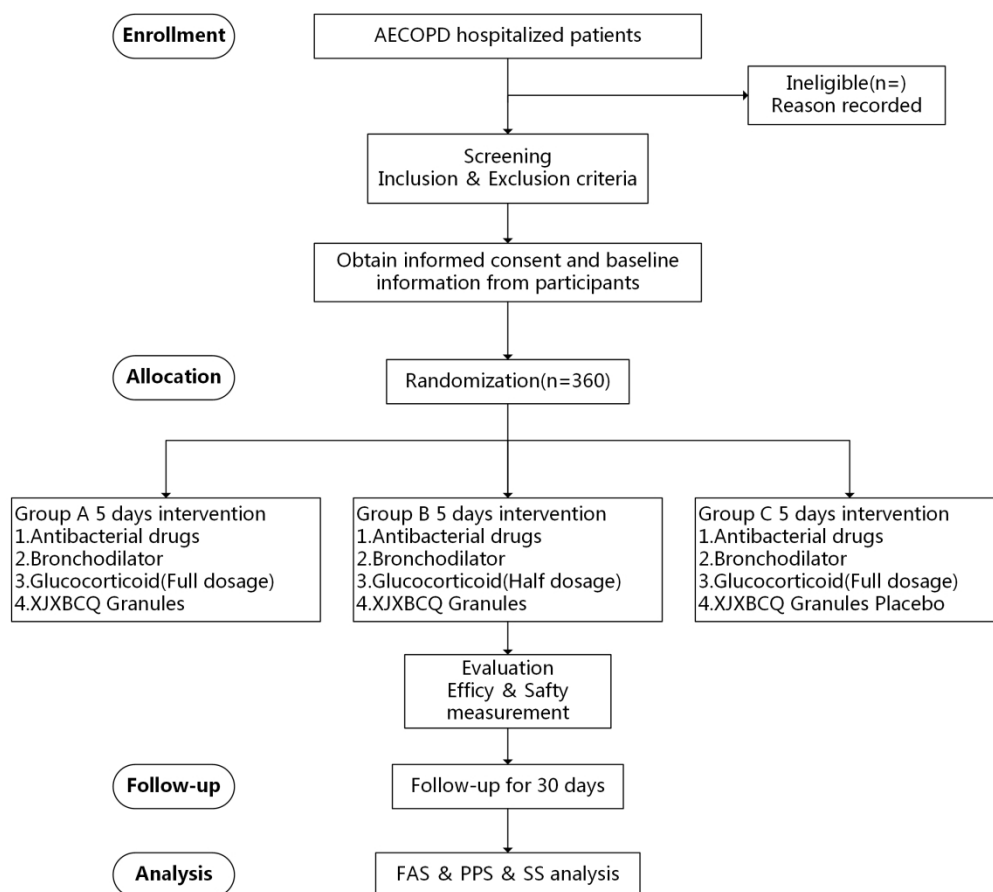 Enrollment
AECOPD hospitalized patients
Ineligible(n=)
Reason recorded
Screening
Inclusion & Exclusion criteria
Obtain informed consent and baseline
information from participants
Allocation
Randomization(n=360)
Group A 5 days intervention
1.Antibacterial drugs
2.Bronchodilator
3.Glucocorticoid(Full dosage)
4.XJXBCQ Granules
Group B 5 days intervention
1.Antibacterial drugs
2.Bronchodilator
3.Glucocorticoid(Half dosage)
4.XJXBCQ Granules
Group C 5 days intervention
1.Antibacterial drugs
2.Bronchodilator
3.Glucocorticoid(Full dosage)
4.XJXBCQ Granules Placebo
Evaluation
Efficy & Safty
measurement
Follow-up
Follow-up for 30 days
Analysis
FAS & PPS & SS analysis